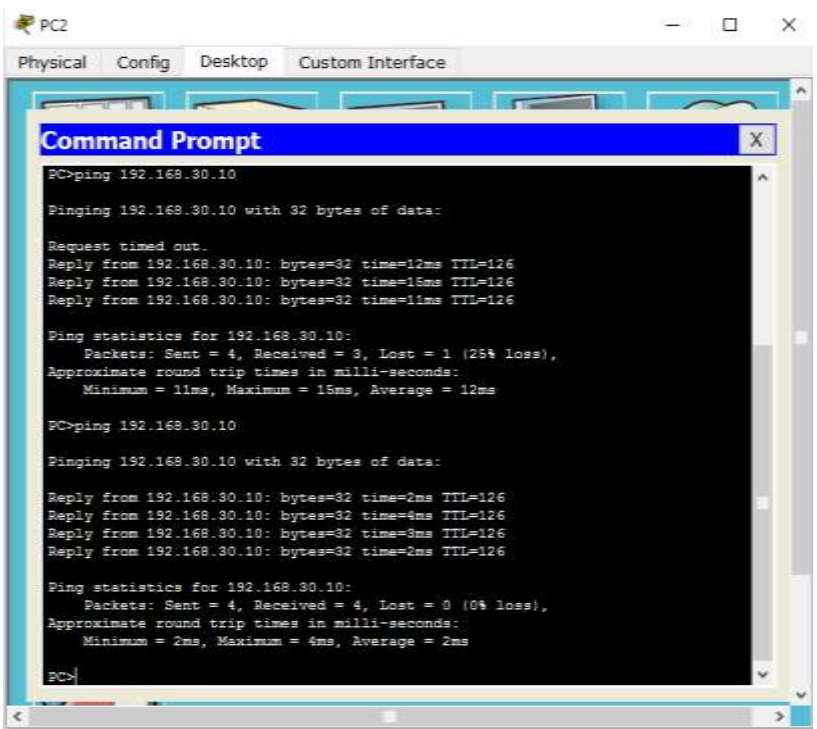 PC2
Physical Config Desktop Custom Interface
Command Prompt
X
PC>ping 192.168.30.10
Pinging 192.168.30.10 with 32 bytes of data:
Request timed out.
Reply from 192.168.30.10: bytes=32 time=12ms TTL=126
Reply from 192.168.30.10: bytes=32 time=15ms TTL=126
Reply from 192.168.30.10: bytes=32 time=11ms TTL=126
Ping statistics for 192.168.30.10:
Packets: Sent = 4, Received = 3, Lost = 1 (25% loss),
Approximate round trip times in milli-seconds:
Minimum = 11ms, Maximum = 15ms, Average = 12ms
PC>ping 192.168.30.10
Pinging 192.168.30.10 with 32 bytes of data:
Reply from 192.168.30.10: bytes=32 time=2ms TTL=126
Reply from 192.168.30.10: bytes=32 time=4ms TTL=126
Reply from 192.168.30.10: bytes=32 time=3ms TTL=126
Reply from 192.168.30.10: bytes=32 time=2ms TTL=126
Ping statistics for 192.168.30.10:
Packets: Sent = 4, Received = 4, Lost = 0 (0% loss),
Approximate round trip times in milli-seconds:
Minimum = 2ms, Maximum = 4ms, Average = 2ms
PC>